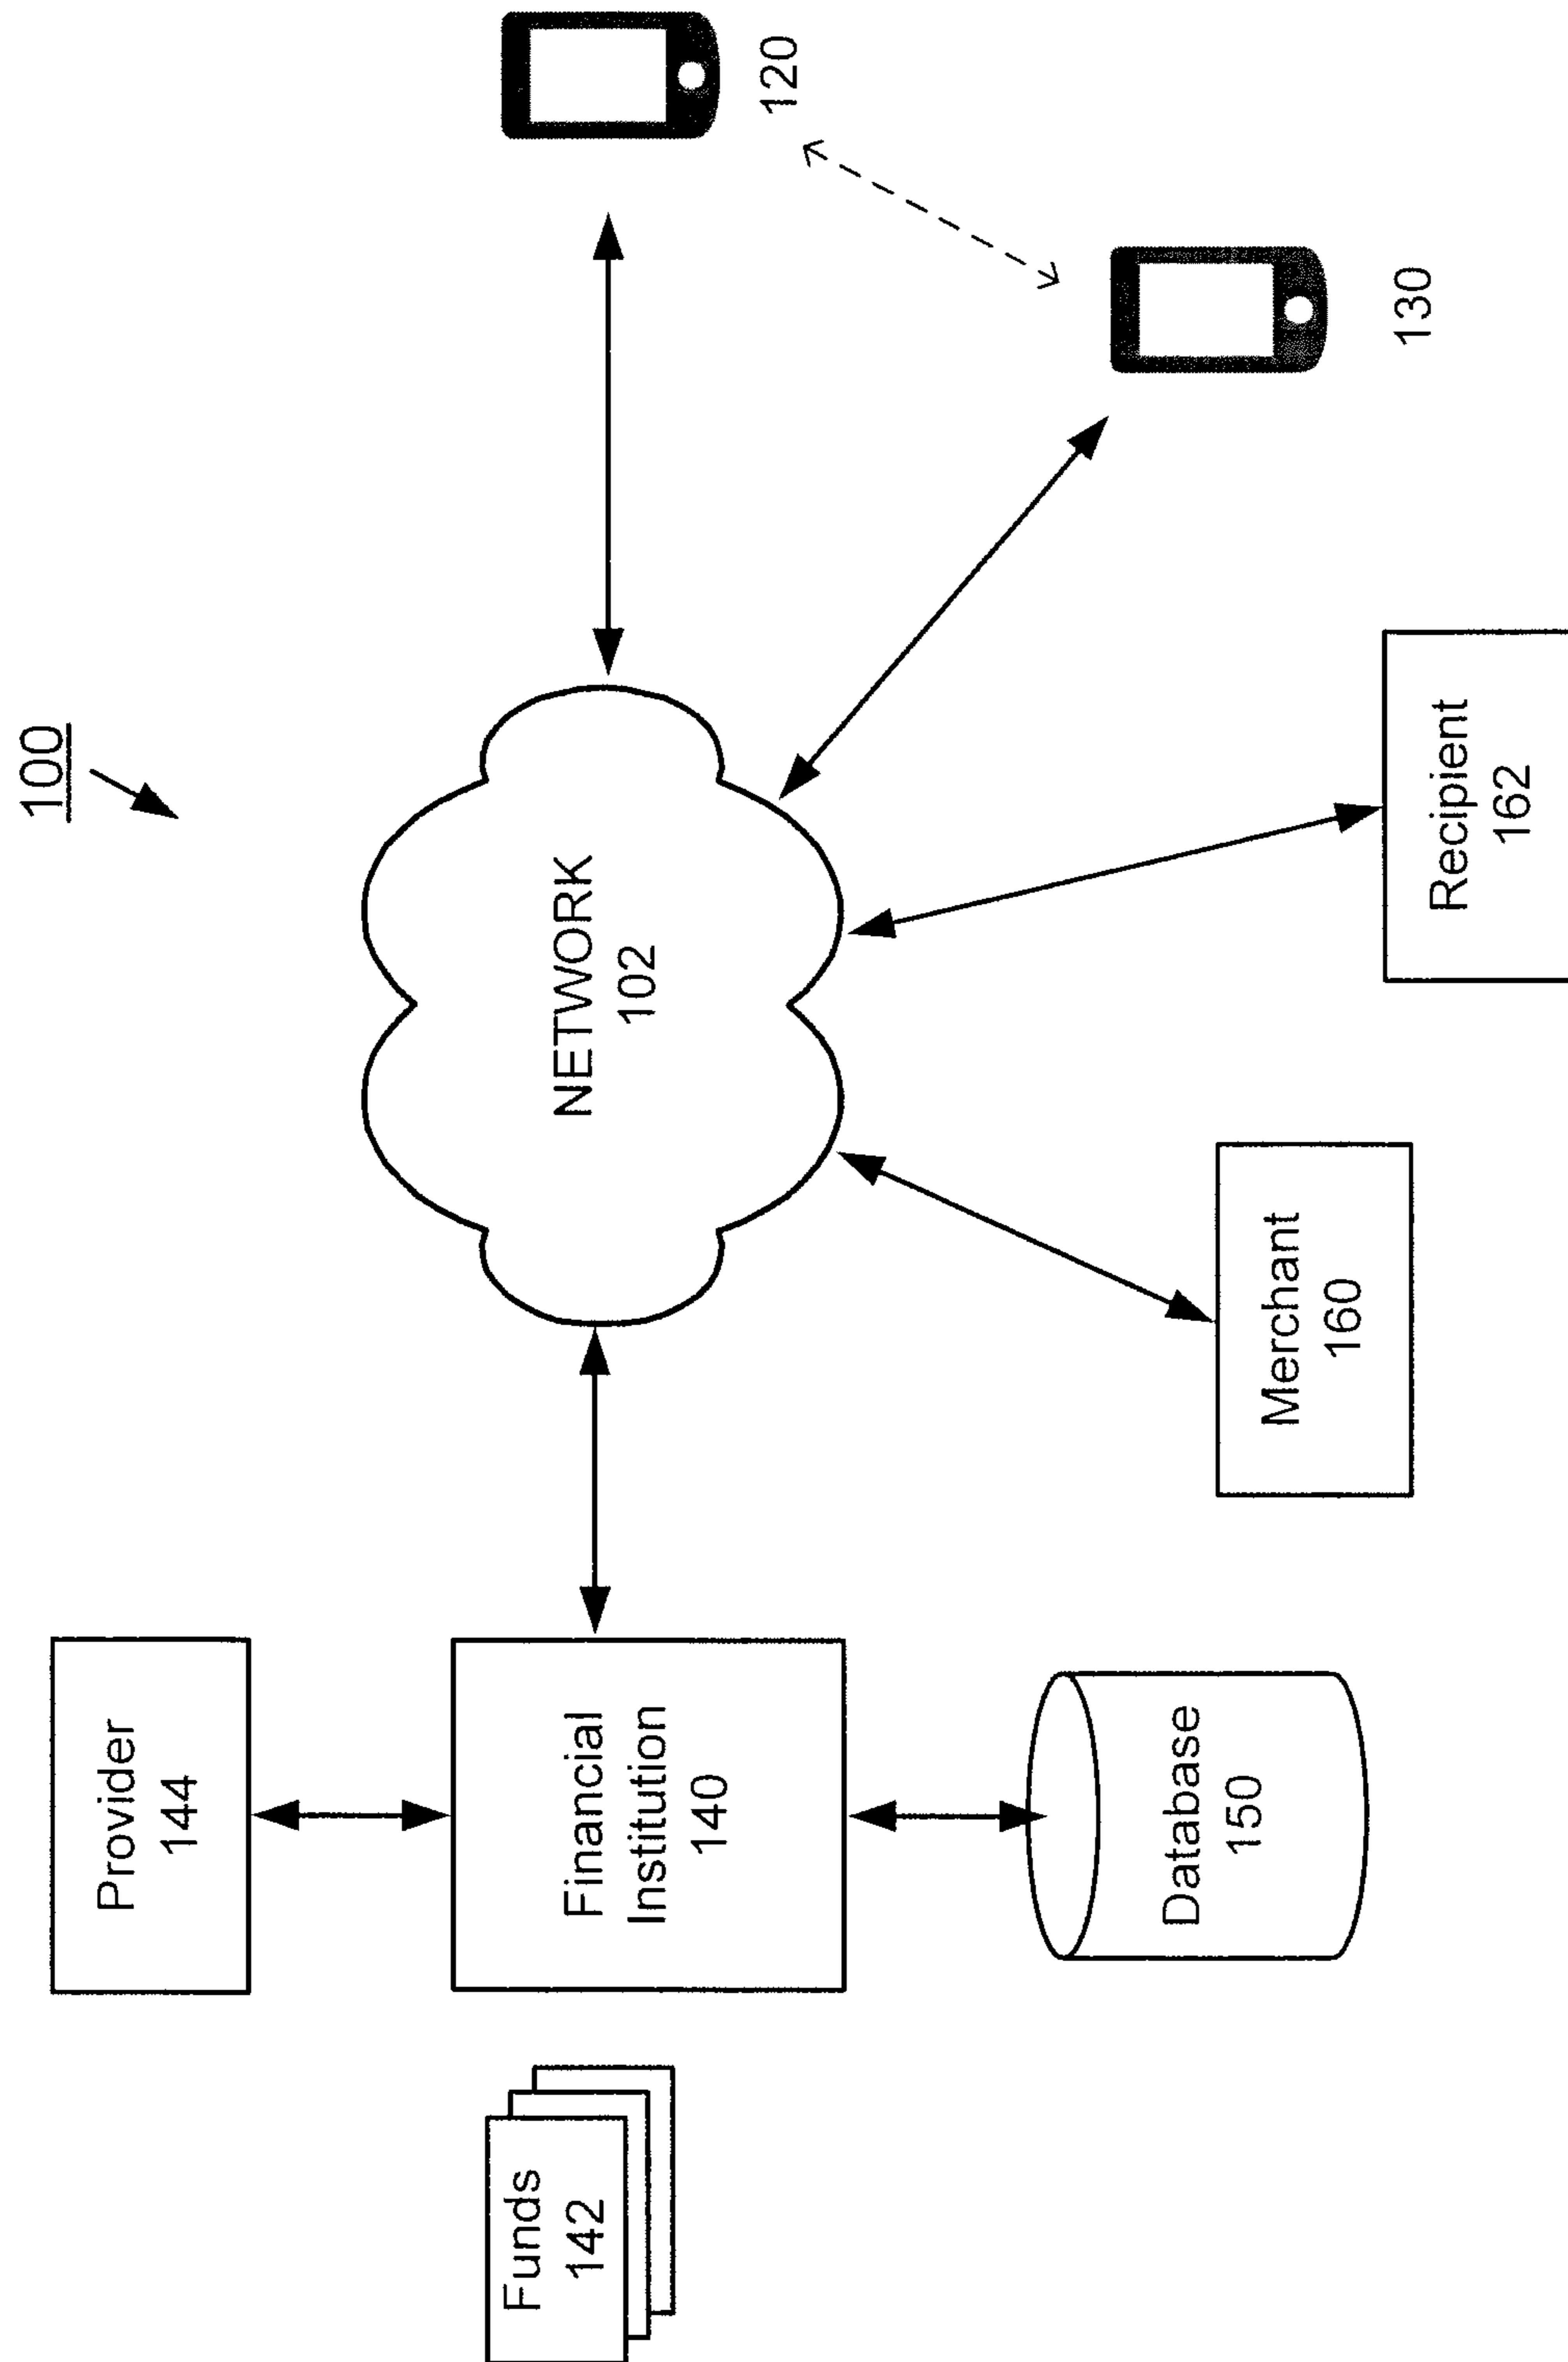 100
Provider
144
Funds
142
Financial
Institution
140
NETWORK
102
120
130
Database
150
Merchant
160
Recipient
162